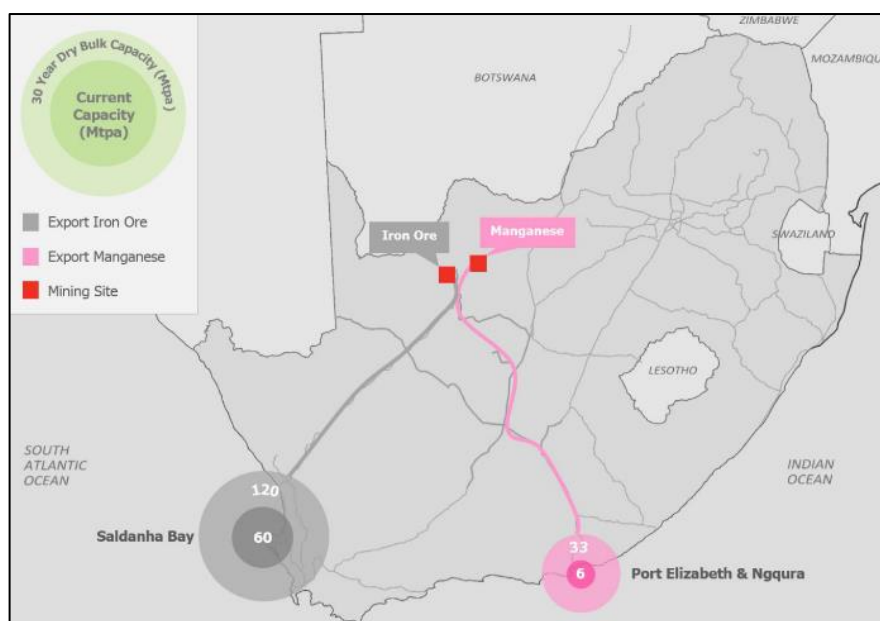 30 Year Dry Bulk Capacity (Mtpa)
Current
Capacity
(Mtpa)
Export Iron Ore
Export Manganese
Mining Site
ZIMBABWE
MOZAMBIQU
BOTSWANA
Iron Ore
Manganese
SWAZILAND
LESOTHO
SOUTH
ATLANTIC
OCEAN
INDIAN
OCEAN
120
Saldanha Bay
60
33
6
Port Elizabeth & Ngqura